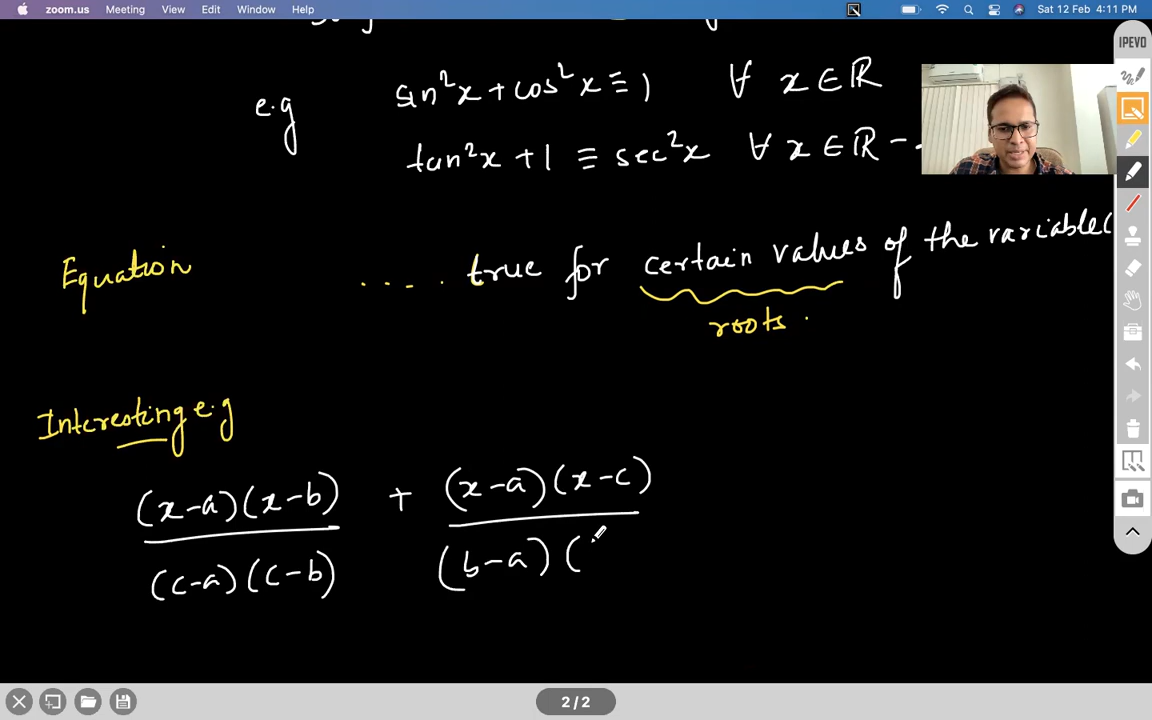 zoom.us Meeting View Edit Window Help Sat 12 Feb 4:11 PM
IPEVO
e.g sin²x + cos²x ≡ 1 ∀ x ∈ ℝ
tan²x + 1 ≡ sec²x ∀ x ∈ ℝ -
Equation .... true for certain values of the variable(
roots.
Interesting e.g
(x-a)(x-b) + (x-a)(x-c)
(c-a)(c-b) (b-a)(
2/2